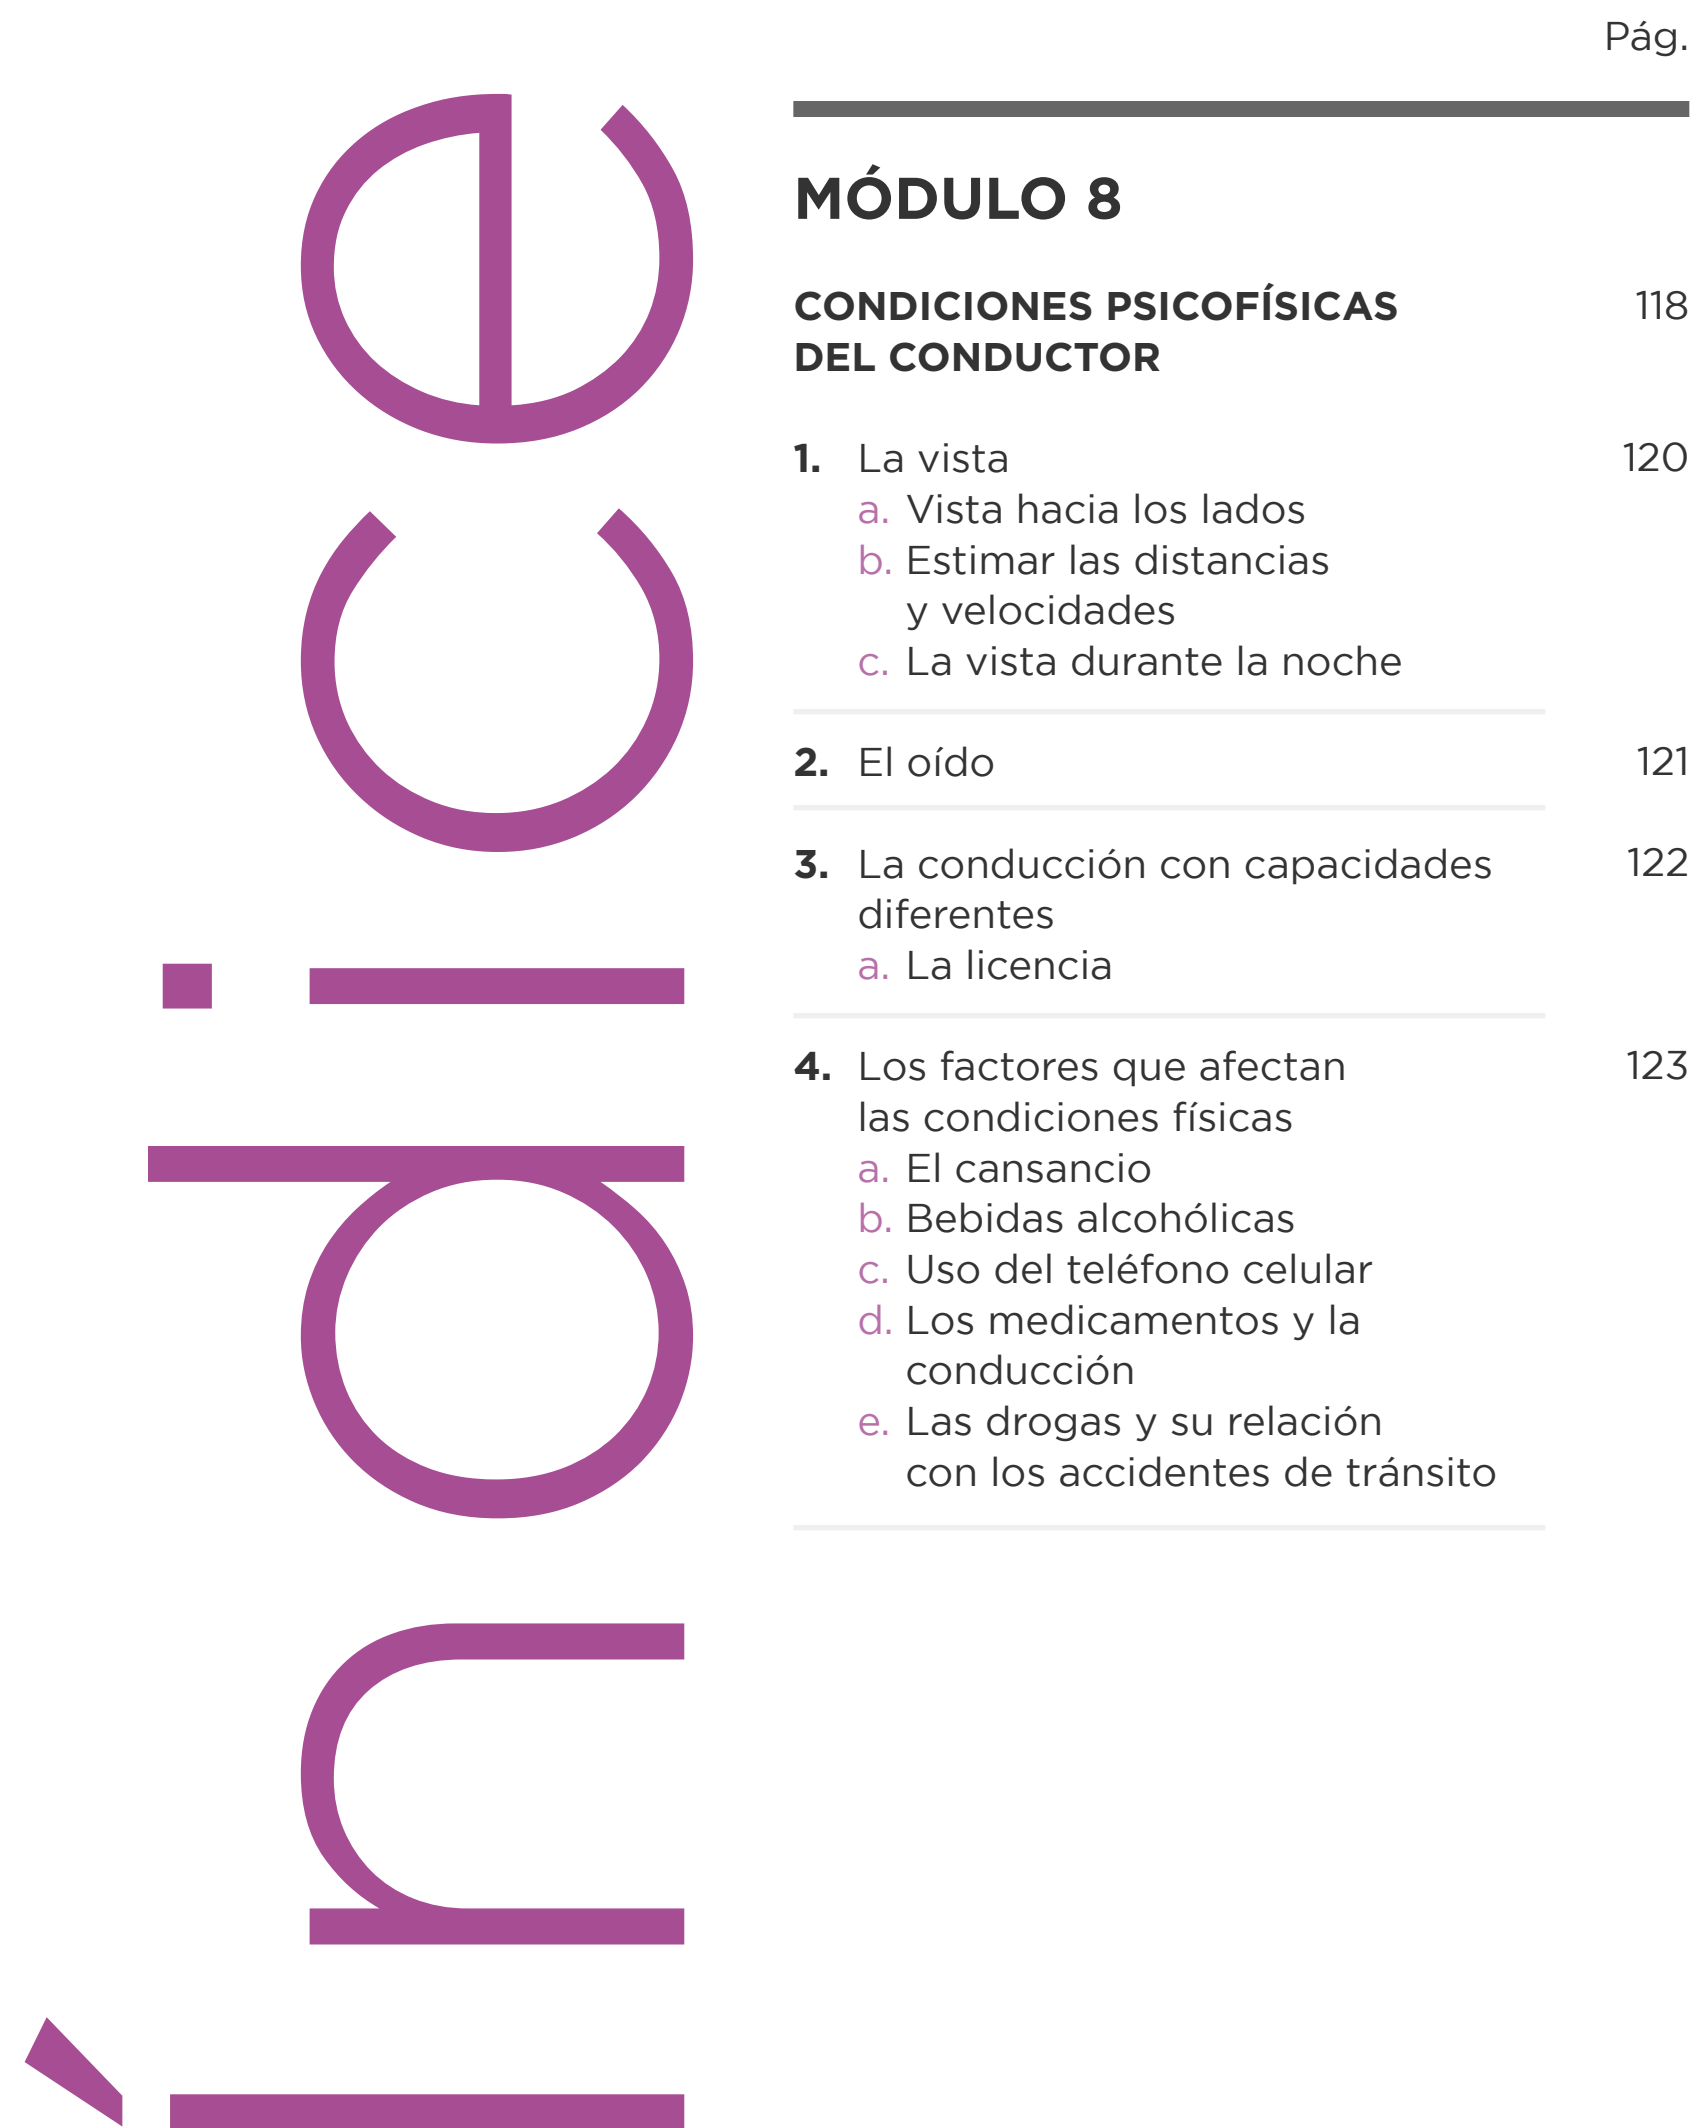 índice
Pág.
MÓDULO 8
CONDICIONES PSICOFÍSICAS 118
DEL CONDUCTOR
1. La vista 120
a. Vista hacia los lados
b. Estimar las distancias
y velocidades
c. La vista durante la noche
2. El oído 121
3. La conducción con capacidades 122
diferentes
a. La licencia
4. Los factores que afectan 123
las condiciones físicas
a. El cansancio
b. Bebidas alcohólicas
c. Uso del teléfono celular
d. Los medicamentos y la
conducción
e. Las drogas y su relación
con los accidentes de tránsito